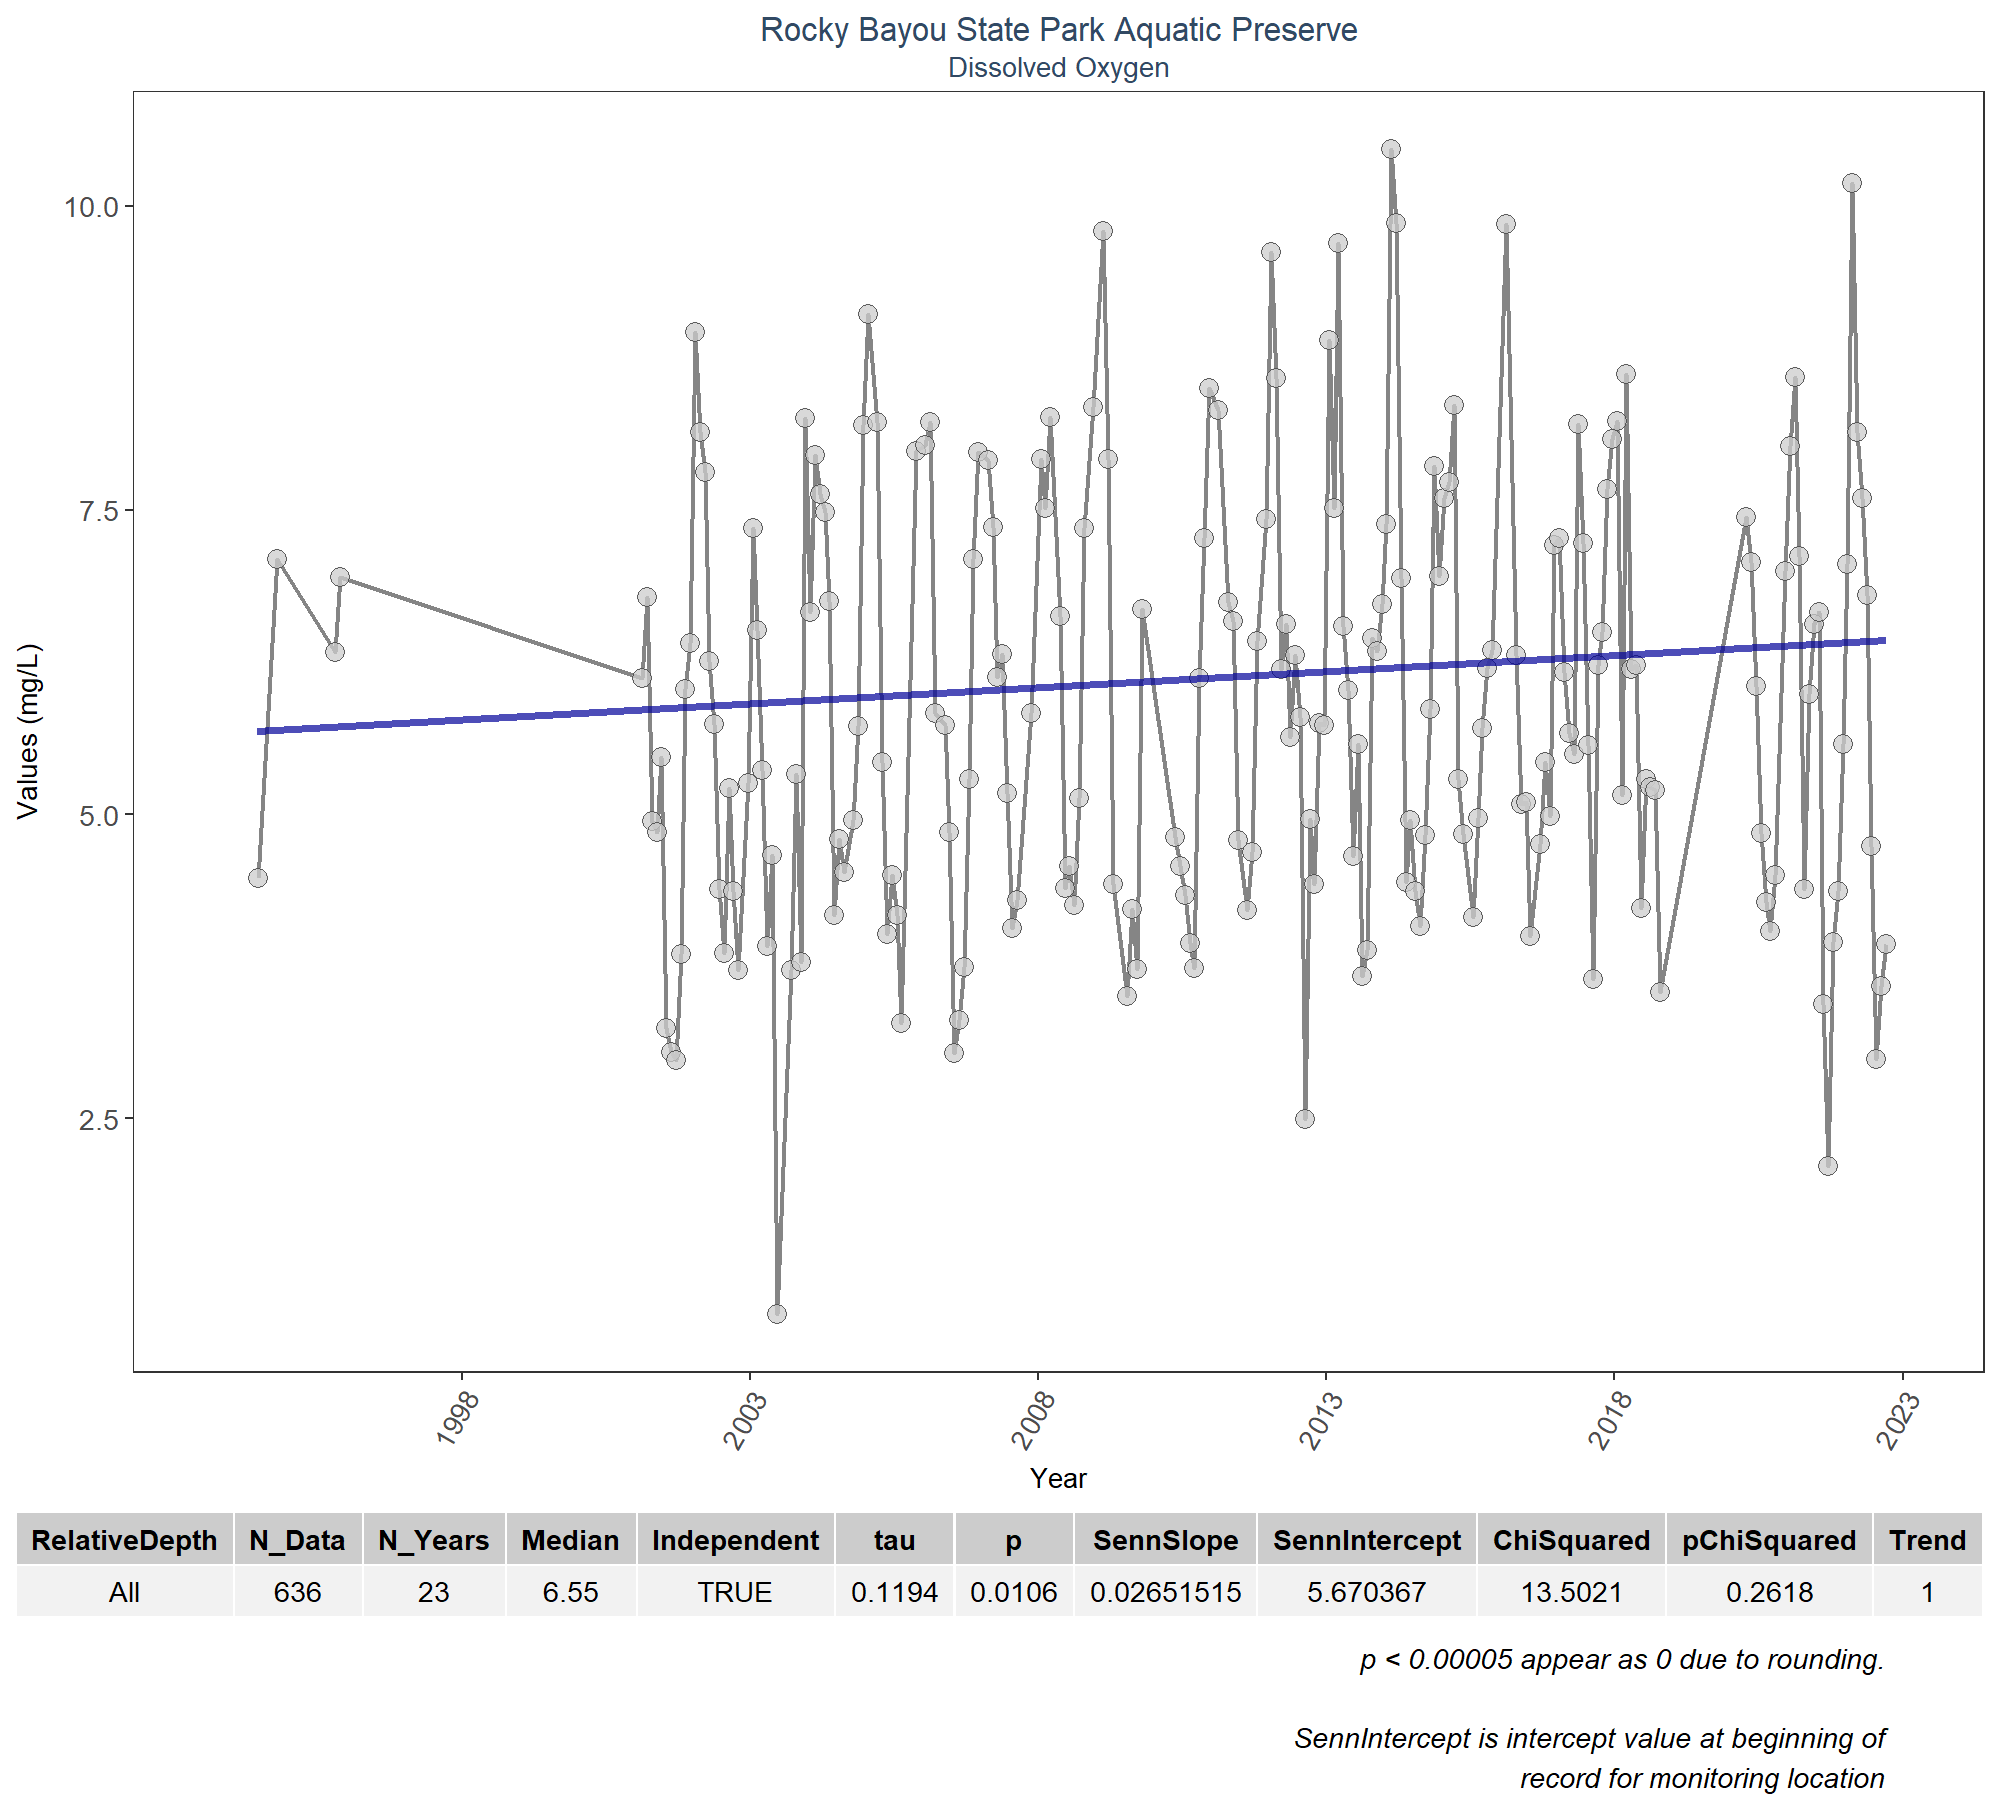 Rocky Bayou State Park Aquatic Preserve
Dissolved Oxygen
Values (mg/L)
10.0
7.5
5.0
2.5
1998
2003
2008
2013
2018
2023
Year
RelativeDepth N_Data N_Years Median Independent tau p SennSlope SennIntercept ChiSquared pChiSquared Trend
All 636 23 6.55 TRUE 0.1194 0.0106 0.02651515 5.670367 13.5021 0.2618 1
p < 0.00005 appear as 0 due to rounding.
SennIntercept is intercept value at beginning of
record for monitoring location